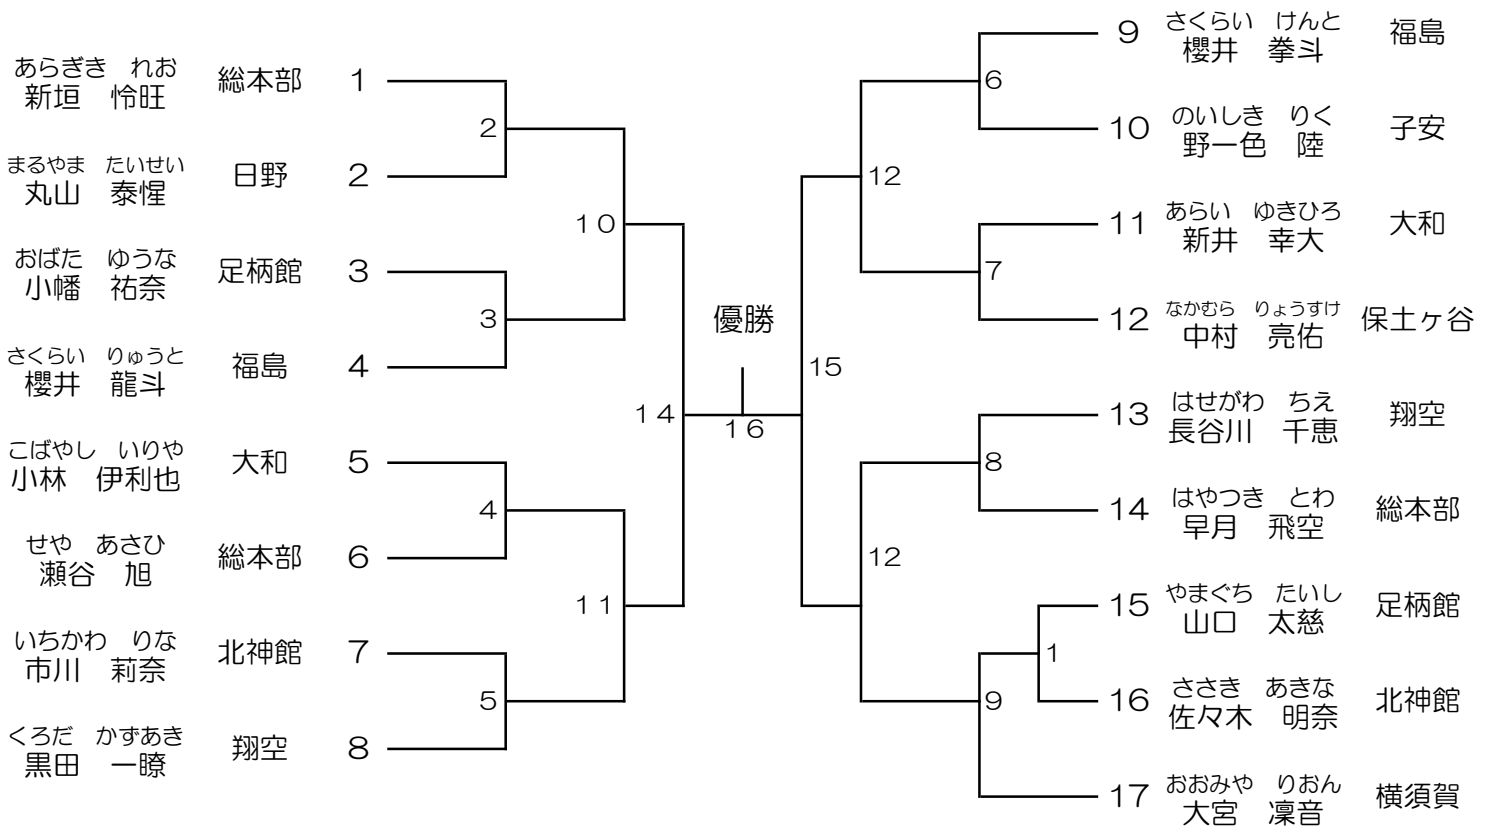 あらぎき　れお
新垣　怜旺　総本部　１
２
まるやま　たいせい
丸山　泰惺　日野　２
１０
おばた　ゆうな
小幡　祐奈　足柄館　３
３
さくらい　りゅうと
櫻井　龍斗　福島　４
１４
こばやし　いりや
小林　伊利也　大和　５
４
せや　あさひ
瀬谷　旭　総本部　６
１１
いちかわ　りな
市川　莉奈　北神館　７
５
くろだ　かずあき
黒田　一瞭　翔空　８
優勝
１６
15
さくらい　けんと
９　櫻井　拳斗　福島
6
のいしき　りく
10　野一色　陸　子安
12
あらい　ゆきひろ
11　新井　幸大　大和
7
なかむら　りょうすけ
12　中村　亮佑　保土ヶ谷
はせがわ　ちえ
13　長谷川　千恵　翔空
8
はやつき　とわ
14　早月　飛空　総本部
12
やまぐち　たいし
15　山口　太慈　足柄館
1
ささき　あきな
16　佐々木　明奈　北神館
9
おおみや　りおん
17　大宮　凜音　横須賀